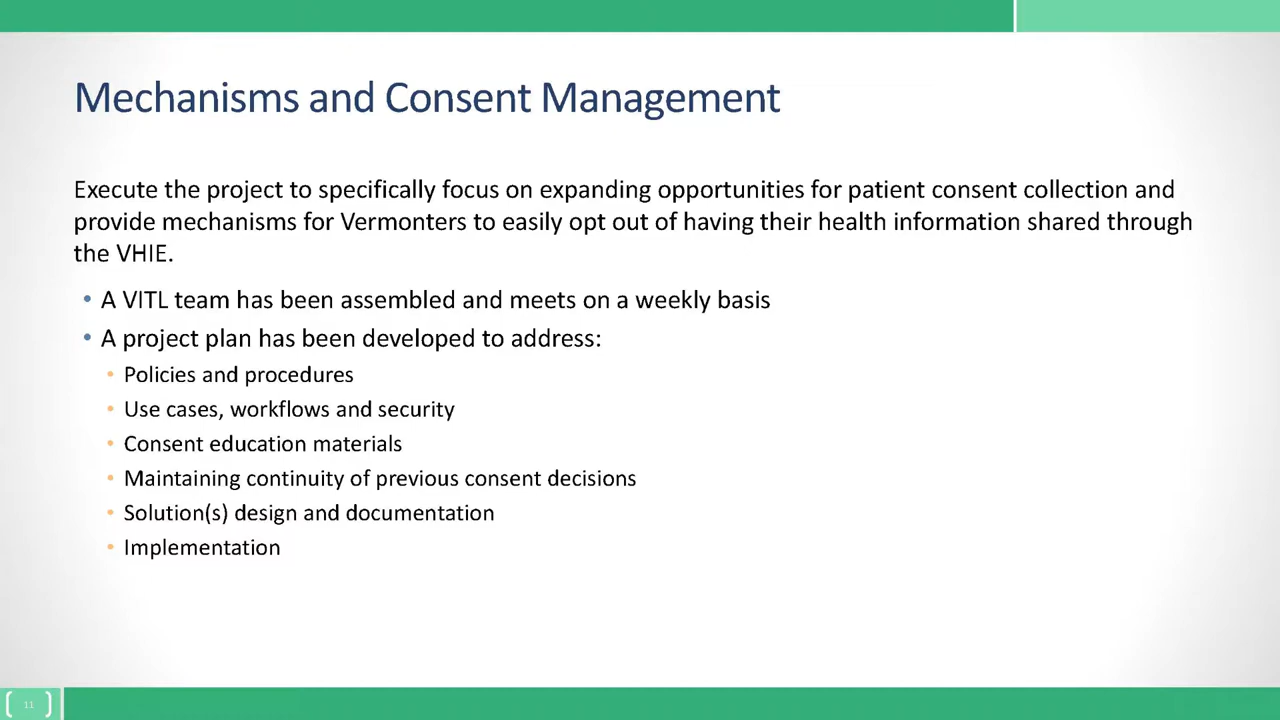 Mechanisms and Consent Management
Execute the project to specifically focus on expanding opportunities for patient consent collection and
provide mechanisms for Vermonters to easily opt out of having their health information shared through
the VHIE.
• A VITL team has been assembled and meets on a weekly basis
• A project plan has been developed to address:
• Policies and procedures
• Use cases, workflows and security
• Consent education materials
• Maintaining continuity of previous consent decisions
• Solution(s) design and documentation
• Implementation
11